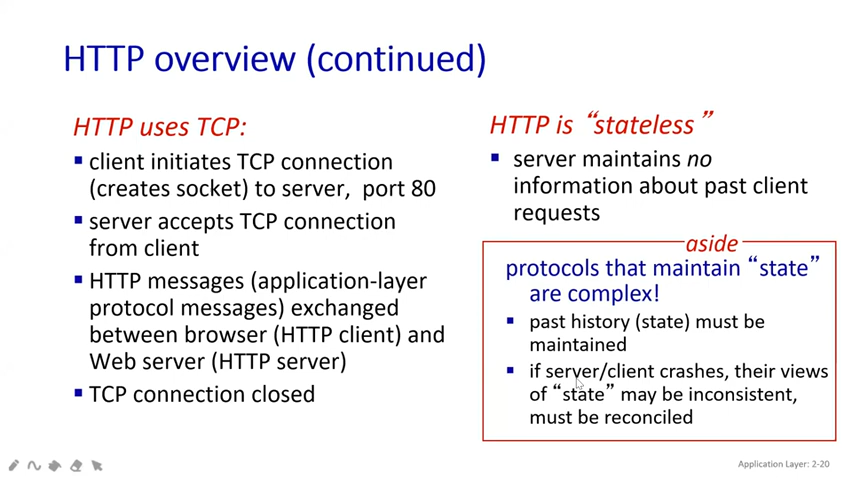 HTTP overview (continued)
HTTP uses TCP:
▪ client initiates TCP connection
(creates socket) to server, port 80
▪ server accepts TCP connection
from client
▪ HTTP messages (application-layer
protocol messages) exchanged
between browser (HTTP client) and
Web server (HTTP server)
▪ TCP connection closed
HTTP is “stateless”
▪ server maintains no
information about past client
requests
aside
protocols that maintain “state”
are complex!
▪ past history (state) must be
maintained
▪ if server/client crashes, their views
of “state” may be inconsistent,
must be reconciled
Application Layer: 2-20